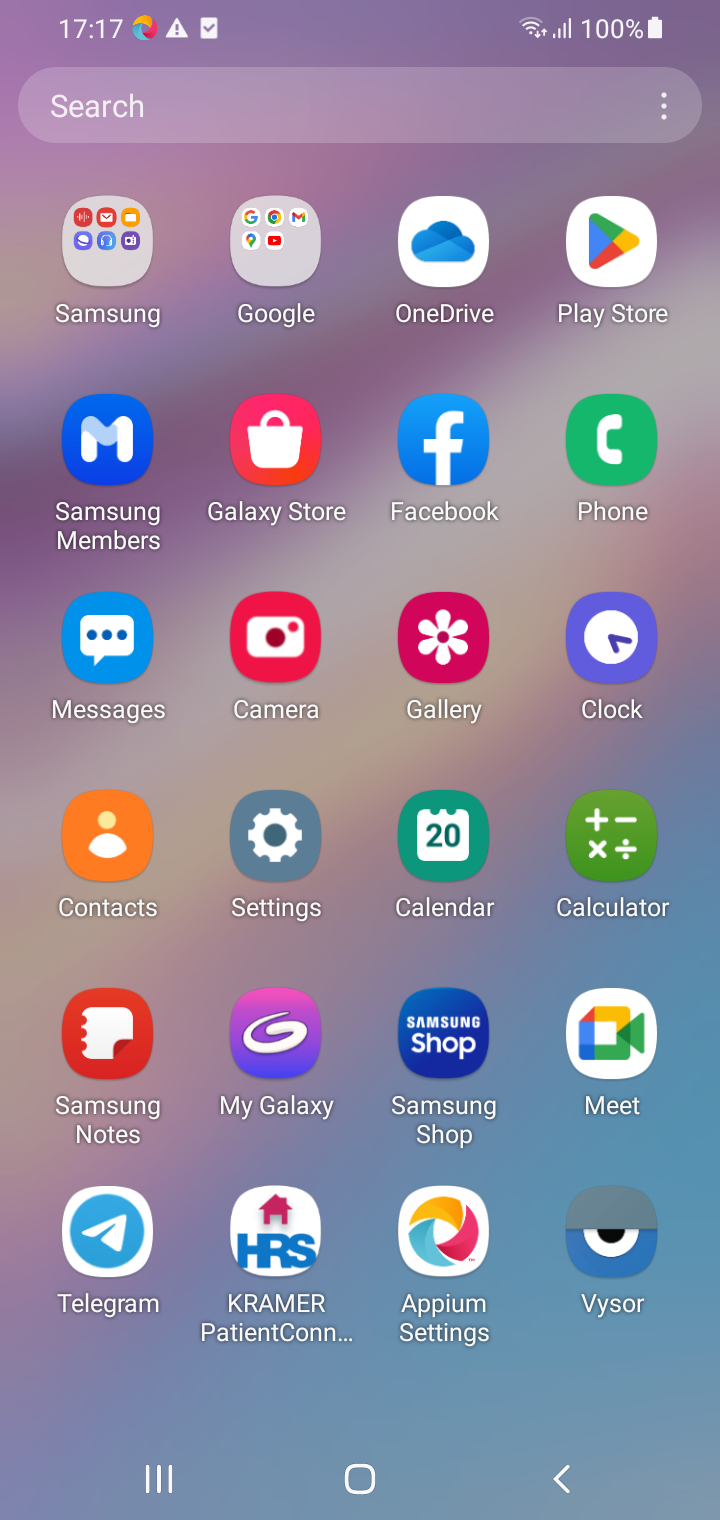 17:17 100%
Search
Samsung Google OneDrive Play Store
Samsung Members Galaxy Store Facebook Phone
Messages Camera Gallery Clock
20
Contacts Settings Calendar Calculator
SAMSUNG Shop
Samsung Notes My Galaxy Samsung Shop Meet
HRS
Telegram KRAMER PatientConn... Appium Settings Vysor